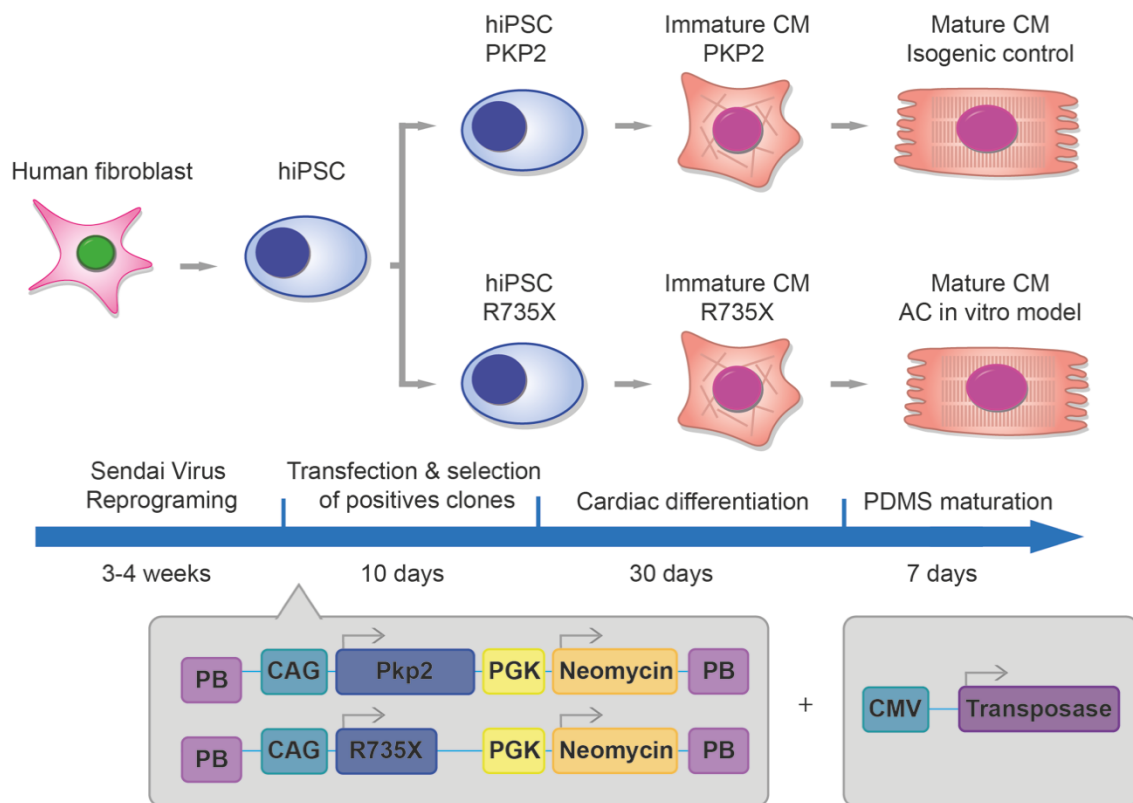 hiPSC
PKP2
Immature CM
PKP2
Mature CM
Isogenic control
Human fibroblast
hiPSC
hiPSC
R735X
Immature CM
R735X
Mature CM
AC in vitro model
Sendai Virus
Reprograming
Transfection & selection
of positives clones
Cardiac differentiation
PDMS maturation
3-4 weeks
10 days
30 days
7 days
PB
CAG
Pkp2
PGK
Neomycin
PB
PB
CAG
R735X
PGK
Neomycin
PB
+
CMV
Transposase